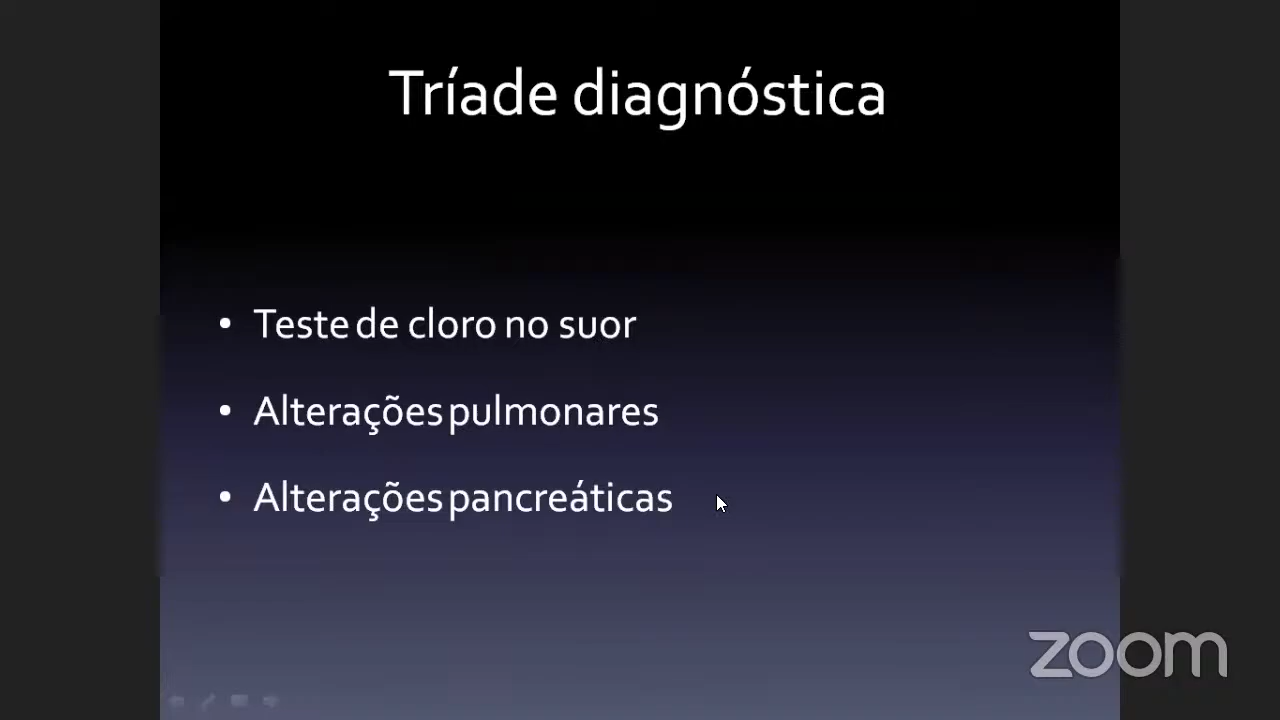 Tríade diagnóstica
• Teste de cloro no suor
• Alterações pulmonares
• Alterações pancreáticas
zoom